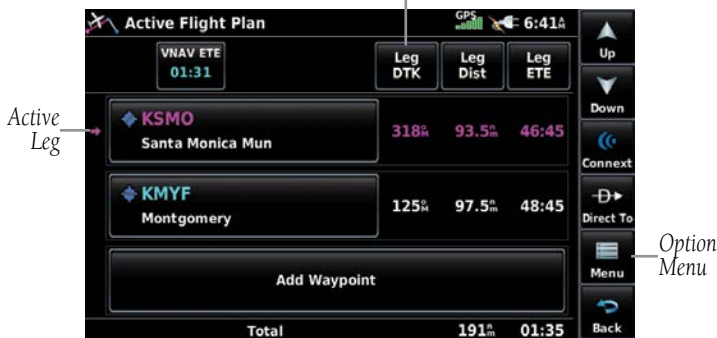 Active Flight Plan
GPS
6:41ᴬᴹ
Up
VNAV ETE
01:31
Leg
DTK
Leg
Dist
Leg
ETE
Down
Active
Leg
KSMO
Santa Monica Mun
318°M
93.5nm
46:45
Connext
KMYF
Montgomery
125°M
97.5nm
48:45
Direct To
Option
Menu
Menu
Add Waypoint
Total
191nm
01:35
Back